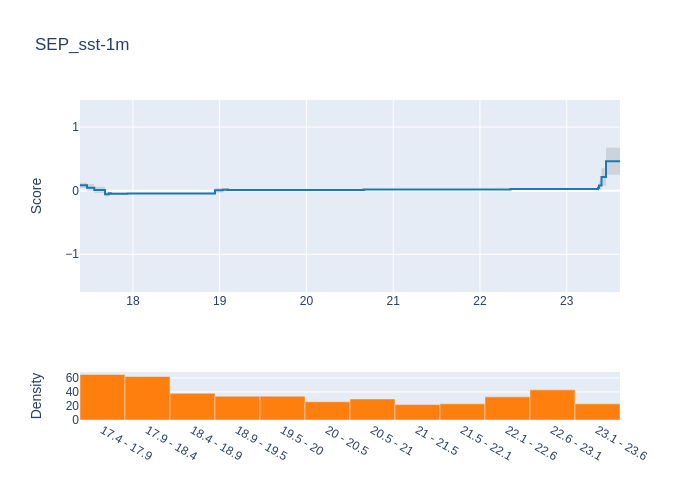 SEP_sst-1m
Score
1
0
−1
18 19 20 21 22 23
Density
60
40
20
0
17.4 - 17.9
17.9 - 18.4
18.4 - 18.9
18.9 - 19.5
19.5 - 20
20 - 20.5
20.5 - 21
21 - 21.5
21.5 - 22.1
22.1 - 22.6
22.6 - 23.1
23.1 - 23.6